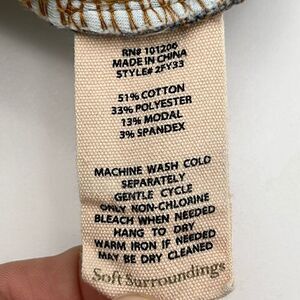 RN# 101206
MADE IN CHINA
STYLE# 2FY33
51% COTTON
33% POLYESTER
13% MODAL
3% SPANDEX
MACHINE WASH COLD
SEPARATELY
GENTLE CYCLE
ONLY NON-CHLORINE
BLEACH WHEN NEEDED
HANG TO DRY
WARM IRON IF NEEDED
MAY BE DRY CLEANED
Soft Surroundings